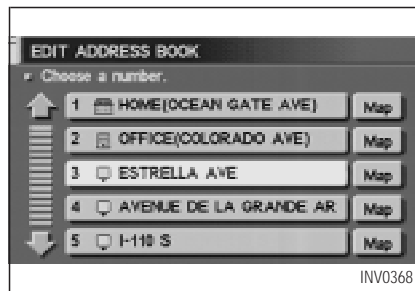 EDIT ADDRESS BOOK
Choose a number.
1 HOME(OCEAN GATE AVE) Map
2 OFFICE(COLORADO AVE) Map
3 ESTRELLA AVE Map
4 AVENUE DE LA GRANDE AR Map
5 I-110 S Map
INV0368